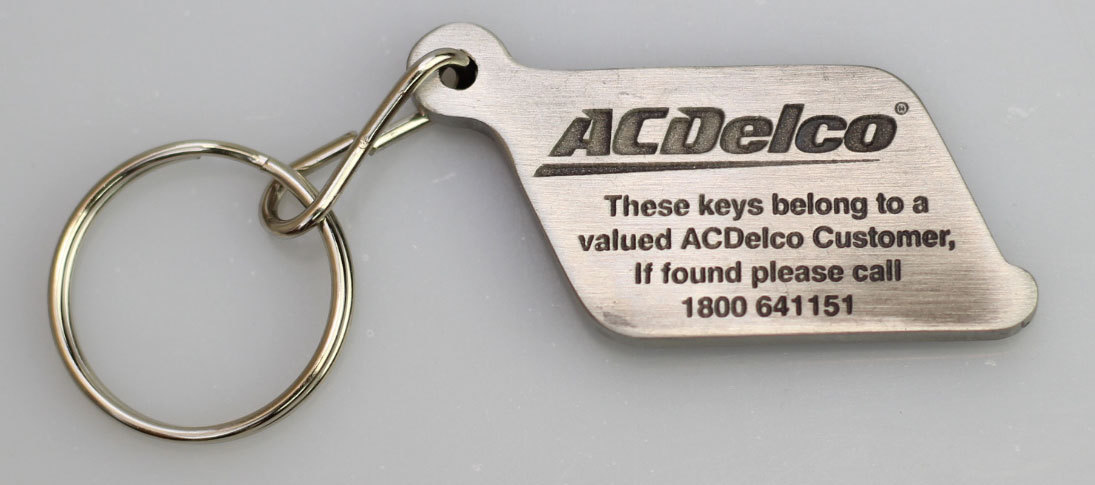 ACDelco®
These keys belong to a
valued ACDelco Customer,
If found please call
1800 641151